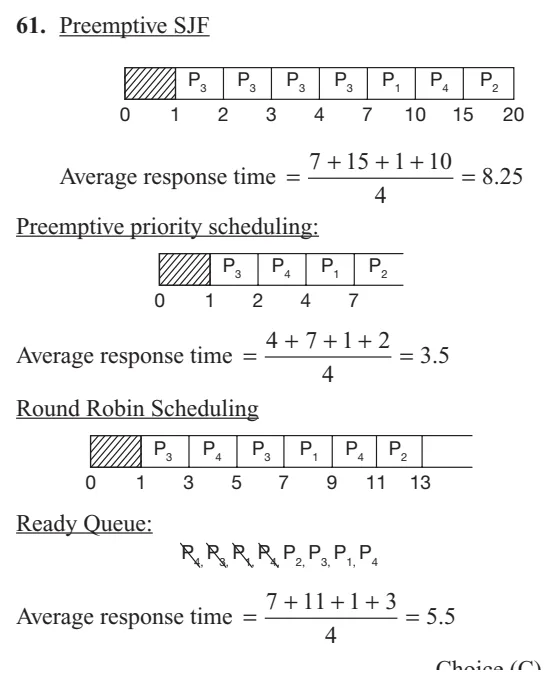 61. Preemptive SJF
P3 P3 P3 P3 P1 P4 P2
0 1 2 3 4 7 10 15 20
Average response time = (7 + 15 + 1 + 10)/4 = 8.25
Preemptive priority scheduling:
P3 P4 P1 P2
0 1 2 4 7
Average response time = (4 + 7 + 1 + 2)/4 = 3.5
Round Robin Scheduling
P3 P4 P3 P1 P4 P2
0 1 3 5 7 9 11 13
Ready Queue:
P4, P3, P1, P4, P2, P3, P1, P4
Average response time = (7 + 11 + 1 + 3)/4 = 5.5
Choice (C)